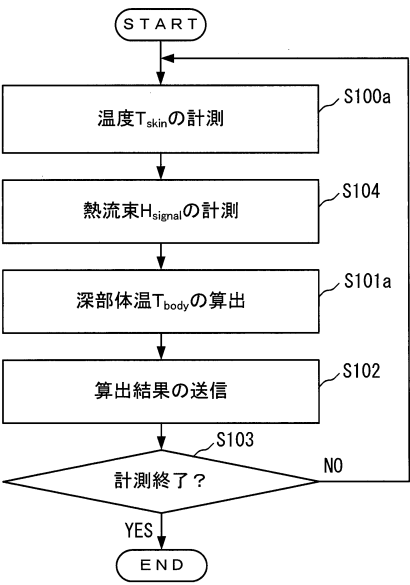 START
温度Tskinの計測
S100a
熱流束Hsignalの計測
S104
深部体温Tbodyの算出
S101a
算出結果の送信
S102
S103
計測終了？
NO
YES
END